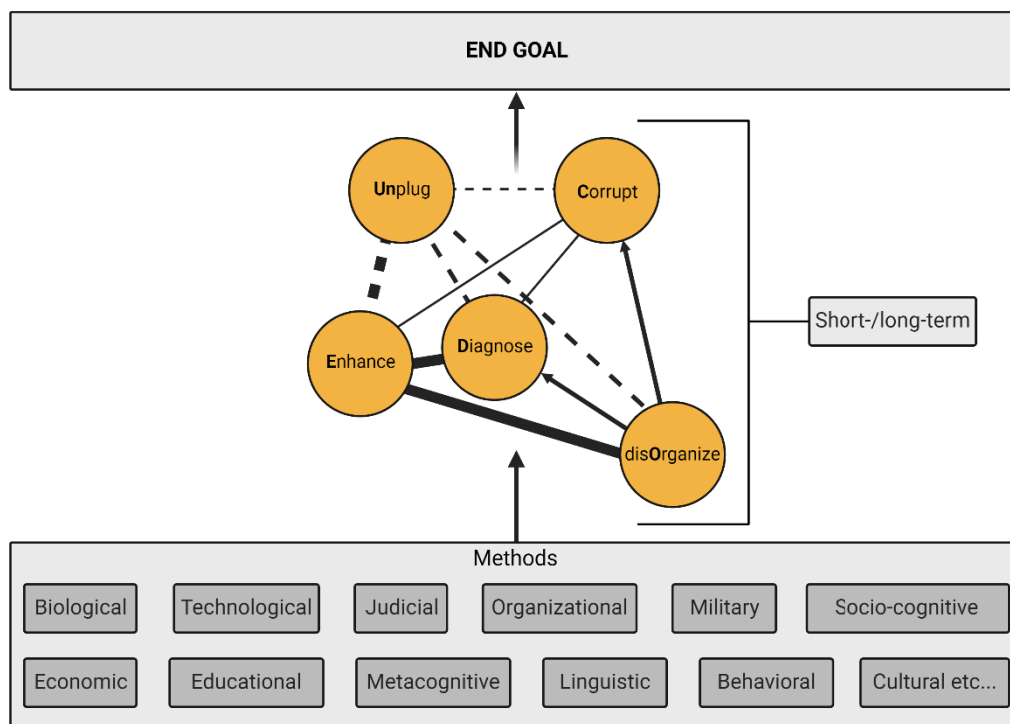 END GOAL
Unplug
Corrupt
Short-/long-term
Enhance
Diagnose
disOrganize
Methods
Biological
Technological
Judicial
Organizational
Military
Socio-cognitive
Economic
Educational
Metacognitive
Linguistic
Behavioral
Cultural etc...